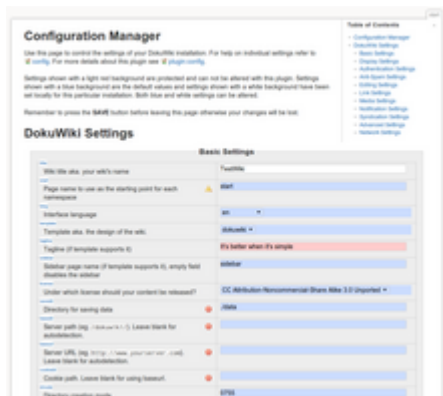 Configuration Manager
Use this page to control the settings of your DokuWiki installation. For help on individual settings refer to
config. For more details about this plugin see plugin:config.
Settings shown with a light red background are protected and can not be altered with this plugin. Settings
shown with a blue background are the default values and settings shown with a white background have been
set locally for this particular installation. Both blue and white settings can be altered.
Remember to press the SAVE button before leaving this page otherwise your changes will be lost.
Table of Contents
Configuration Manager
DokuWiki Settings
Basic Settings
Display Settings
Authentication Settings
Anti-Spam Settings
Editing Settings
Link Settings
Media Settings
Notification Settings
Syndication Settings
Advanced Settings
Network Settings
DokuWiki Settings
Basic Settings
Wiki title aka. your wiki's name
TestWiki
Page name to use as the starting point for each
namespace
start
Interface language
en
Template aka. the design of the wiki.
dokuwiki
Tagline (if template supports it)
It's better when it's simple
Sidebar page name (if template supports it), empty field
disables the sidebar
sidebar
Under which license should your content be released?
CC Attribution-Noncommercial-Share Alike 3.0 Unported
Directory for saving data
./data
Server path (eg. /dokuwiki/). Leave blank for
autodetection.
Server URL (eg. http://www.yourserver.com).
Leave blank for autodetection.
Cookie path. Leave blank for using baseurl.
Directory creation mode
0755